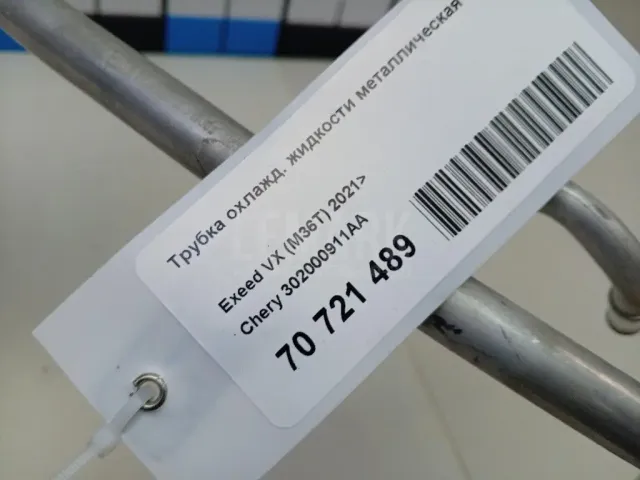 Трубка охлажд. жидкости металлическая
Exeed VX (M36T) 2021>
Chery 302000911AA
70 721 489